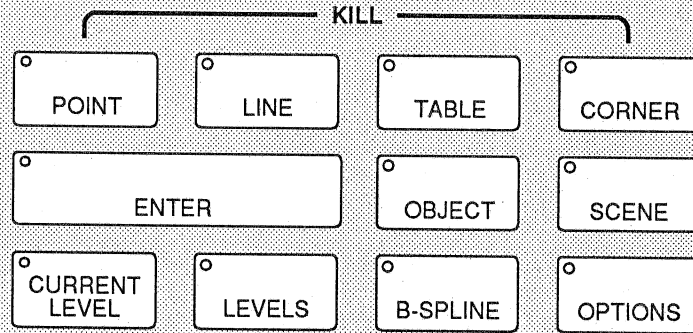 KILL
POINT LINE TABLE CORNER
ENTER OBJECT SCENE
CURRENT
LEVEL LEVELS B-SPLINE OPTIONS